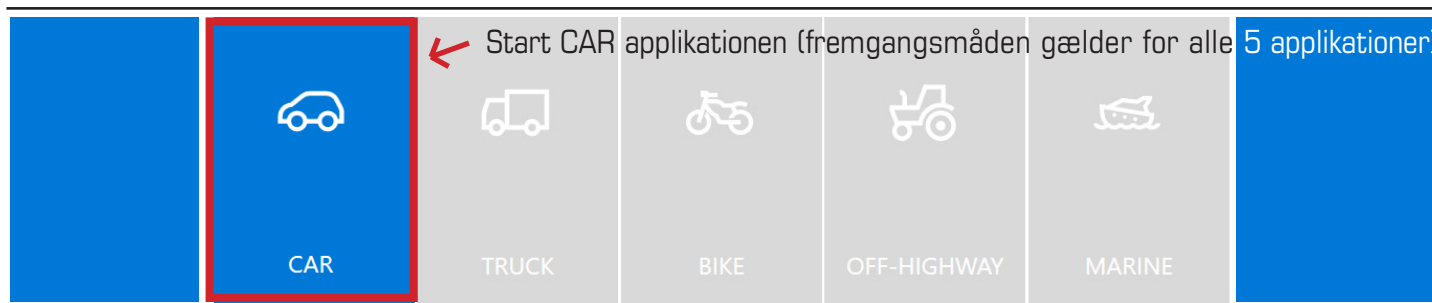 Start CAR applikationen (fremgangsmåden gælder for alle 5 applikationer)
CAR
TRUCK
BIKE
OFF-HIGHWAY
MARINE